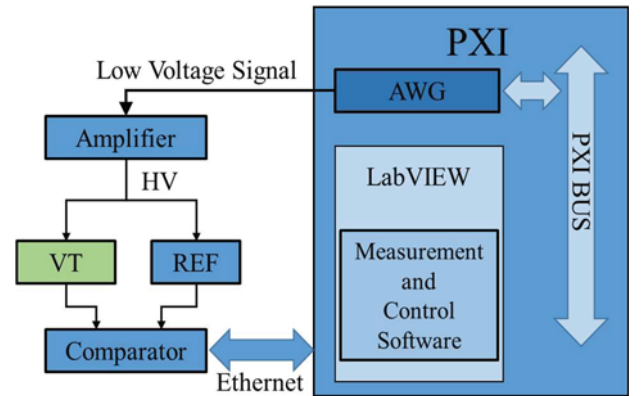 PXI
Low Voltage Signal
AWG
Amplifier
HV
VT
REF
Comparator
Ethernet
LabVIEW
Measurement
and
Control
Software
PXI BUS